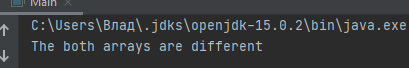 Main
C:\Users\Влад\.jdks\openjdk-15.0.2\bin\java.exe
The both arrays are different